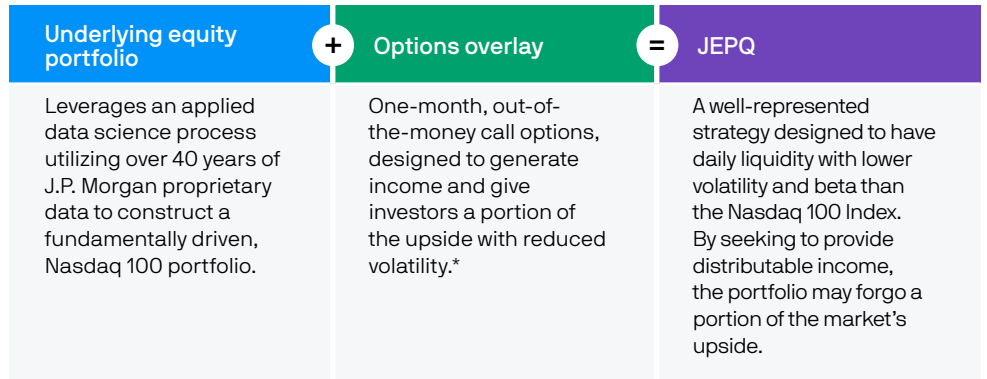 Underlying equity
portfolio
+
Options overlay
=
JEPQ
Leverages an applied
data science process
utilizing over 40 years of
J.P. Morgan proprietary
data to construct a
fundamentally driven,
Nasdaq 100 portfolio.
One-month, out-of-
the-money call options,
designed to generate
income and give
investors a portion of
the upside with reduced
volatility.*
A well-represented
strategy designed to have
daily liquidity with lower
volatility and beta than
the Nasdaq 100 Index.
By seeking to provide
distributable income,
the portfolio may forgo a
portion of the market’s
upside.